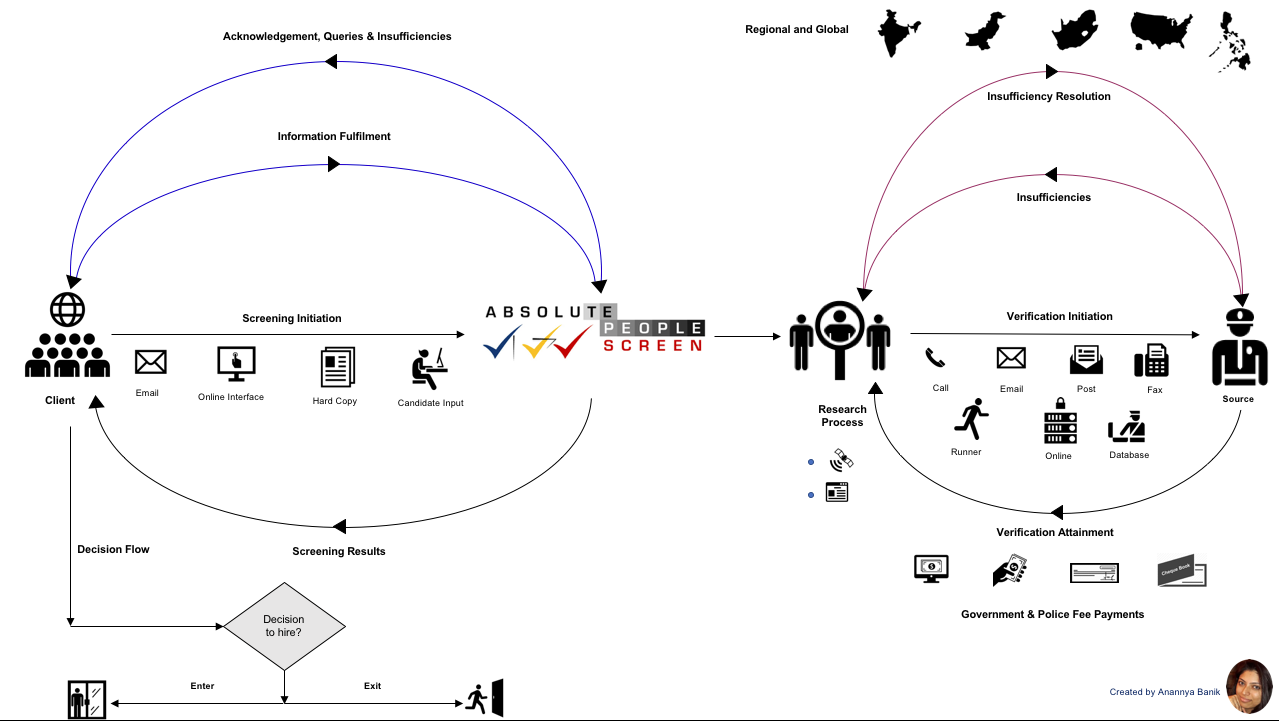 Acknowledgement, Queries & Insufficiencies
Information Fulfilment
Regional and Global
Insufficiency Resolution
Insufficiencies
Screening Initiation
Email
Online Interface
Hard Copy
Candidate Input
Client
ABSOLUTE
PEOPLE
SCREEN
Verification Initiation
Call
Email
Post
Fax
Runner
Online
Database
Source
Research
Process
Verification Attainment
Cheque Book
Government & Police Fee Payments
Screening Results
Decision Flow
Decision
to hire?
Enter
Exit
Created by Anannya Banik